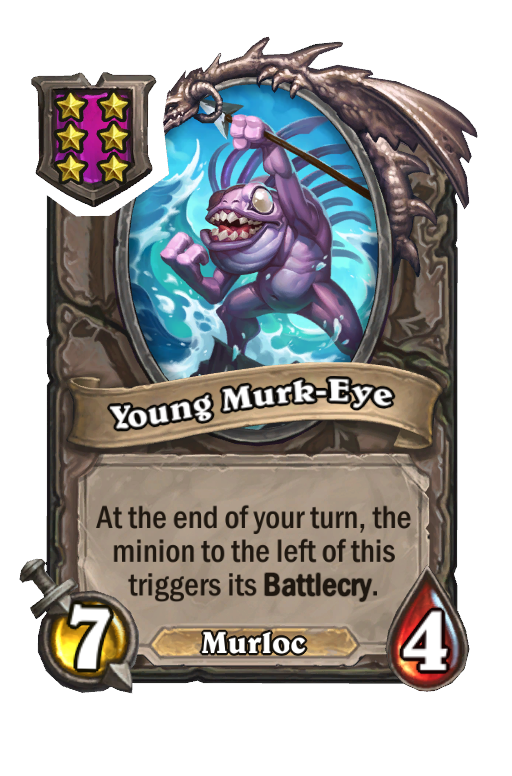 Young Murk-Eye
At the end of your turn, the
minion to the left of this
triggers its Battlecry.
7
Murloc
4